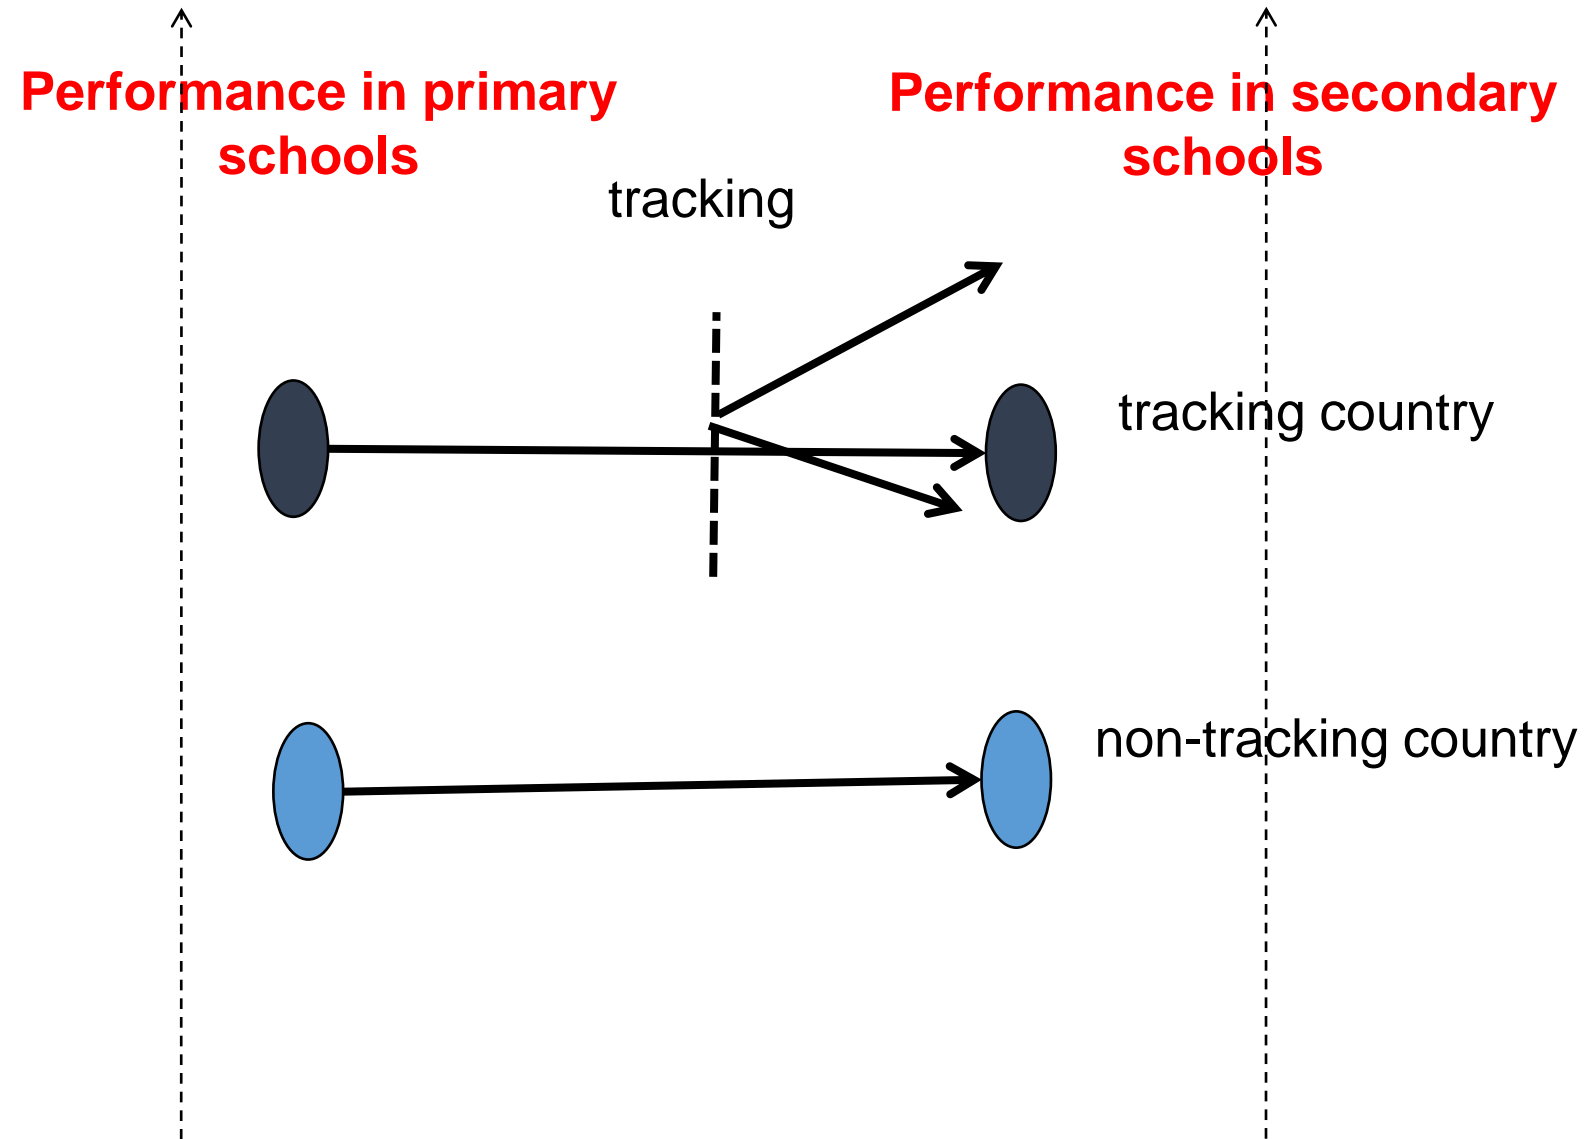 Performance in primary
schools
Performance in secondary
schools
tracking
tracking country
non-tracking country